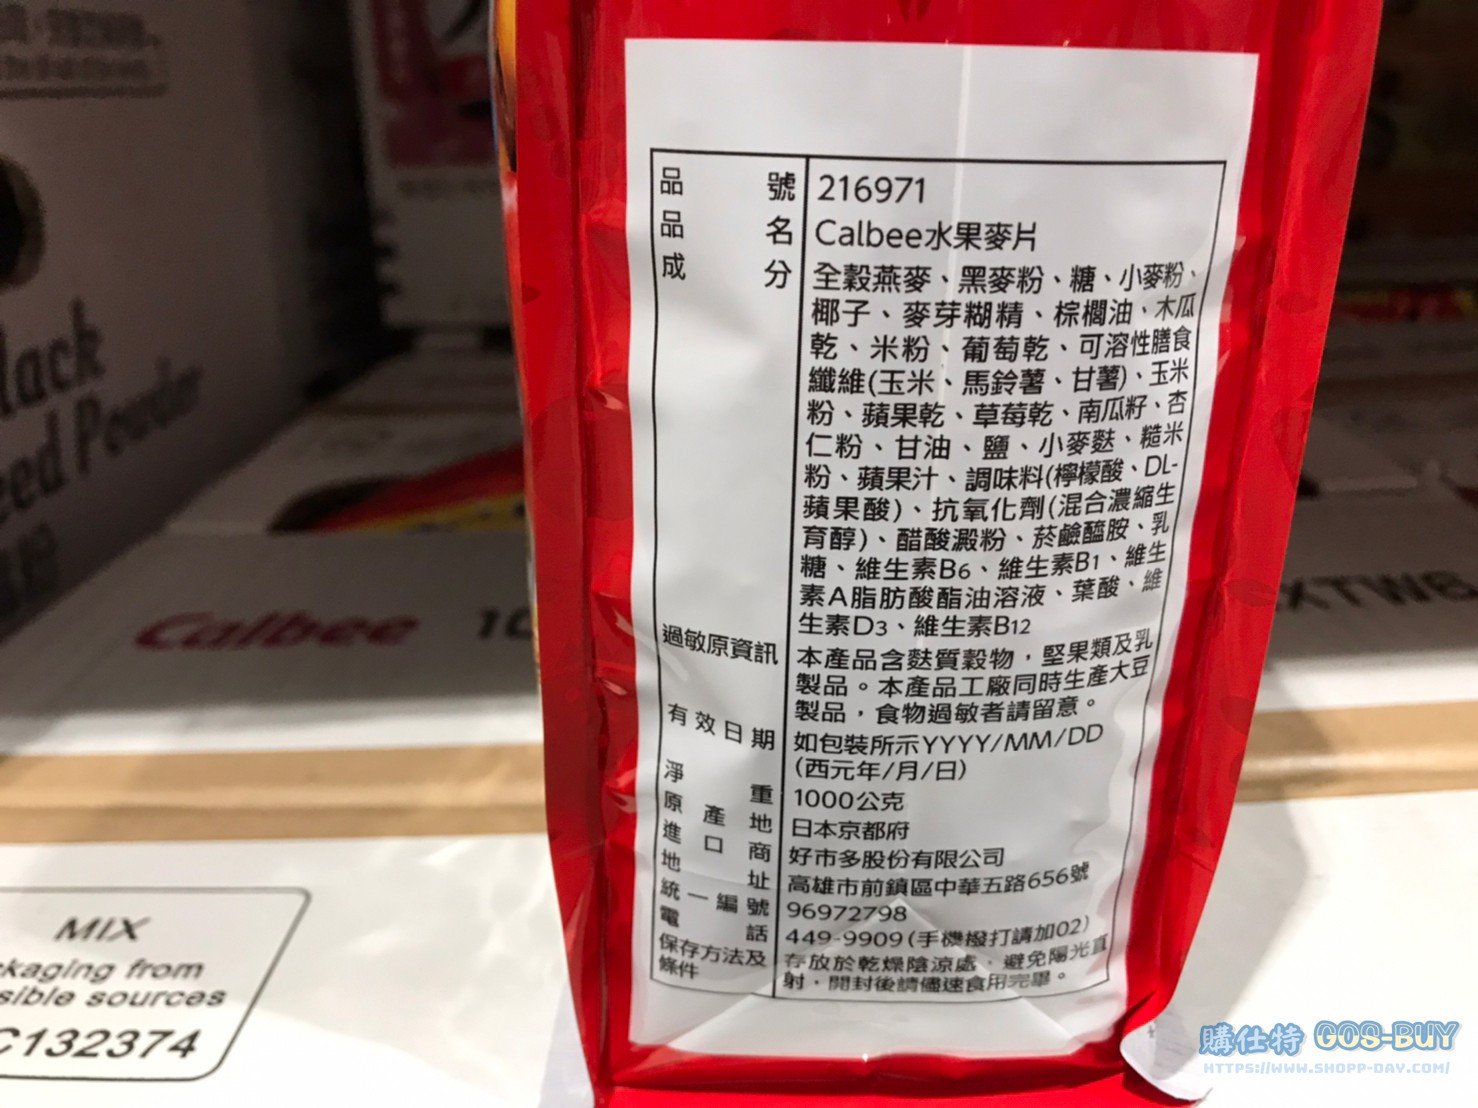 品號 216971
品名 Calbee水果麥片
成分 全穀燕麥、黑麥粉、糖、小麥粉、
椰子、麥芽糊精、棕櫚油、木瓜
乾、米粉、葡萄乾、可溶性膳食
纖維(玉米、馬鈴薯、甘薯)、玉米
粉、蘋果乾、草莓乾、南瓜籽、杏
仁粉、甘油、鹽、小麥麩、糙米
粉、蘋果汁、調味料(檸檬酸、DL-
蘋果酸)、抗氧化劑(混合濃縮生
育醇)、醋酸澱粉、菸鹼醯胺、乳
糖、維生素B6、維生素B1、維生
素A脂肪酸酯油溶液、葉酸、維
生素D3、維生素B12
過敏原資訊 本產品含麩質穀物，堅果類及乳
製品。本產品工廠同時生產大豆
製品，食物過敏者請留意。
有效日期 如包裝所示YYYY/MM/DD
(西元年/月/日)
淨重 1000公克
原產地 日本京都府
進口商 好市多股份有限公司
地址 高雄市前鎮區中華五路656號
統一編號 96972798
電話 449-9909(手機撥打請加02)
保存方法及條件 存放於乾燥陰涼處，避免陽光直
射，開封後請儘速食用完畢。
lack
eed Powder
Calbee 10
XTW6
MIX
ckaging from
sible sources
C132374
購仕特 GOS-BUY
HTTPS://WWW.SHOPP-DAY.COM/